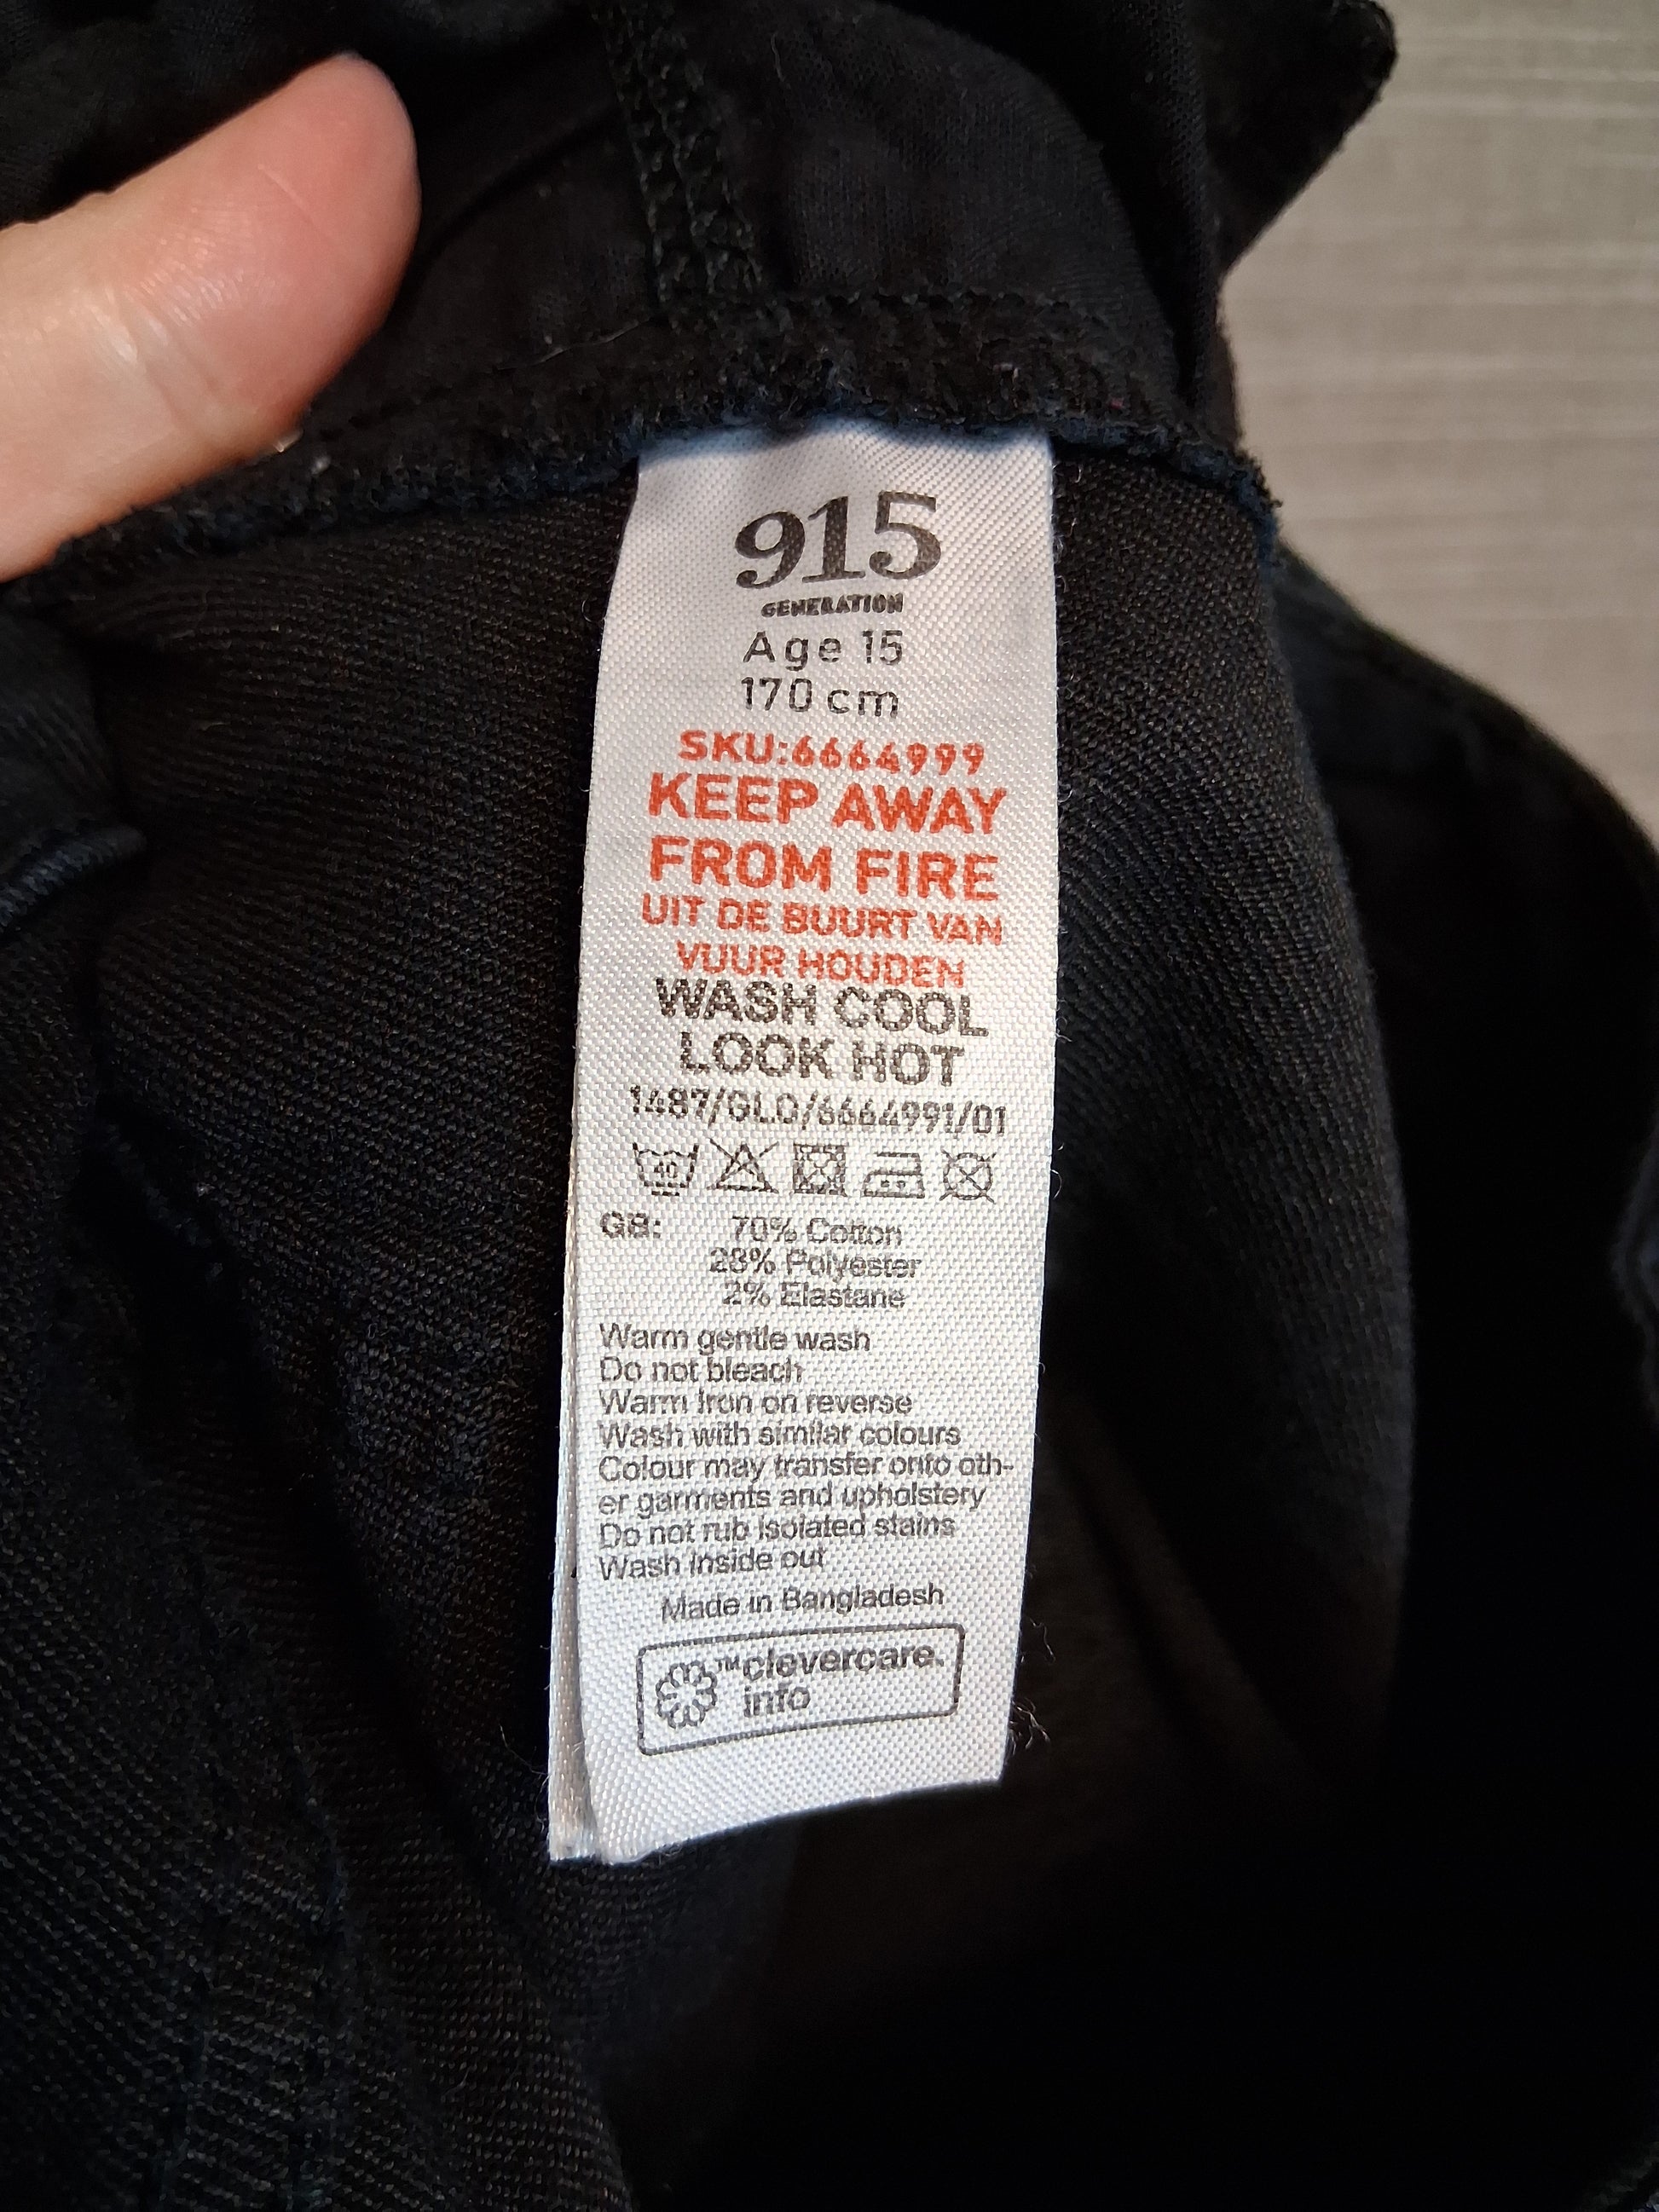 915
GENERATION
Age 15
170 cm
SKU:6664999
KEEP AWAY
FROM FIRE
UIT DE BUURT VAN
VUUR HOUDEN
WASH COOL
LOOK HOT
1487/GLO/6664991/01
40
GB: 70% Cotton
28% Polyester
2% Elastane
Warm gentle wash
Do not bleach
Warm Iron on reverse
Wash with similar colours
Colour may transfer onto oth-
er garments and upholstery
Do not rub isolated stains
Wash inside out
Made in Bangladesh
™clevercare.
info